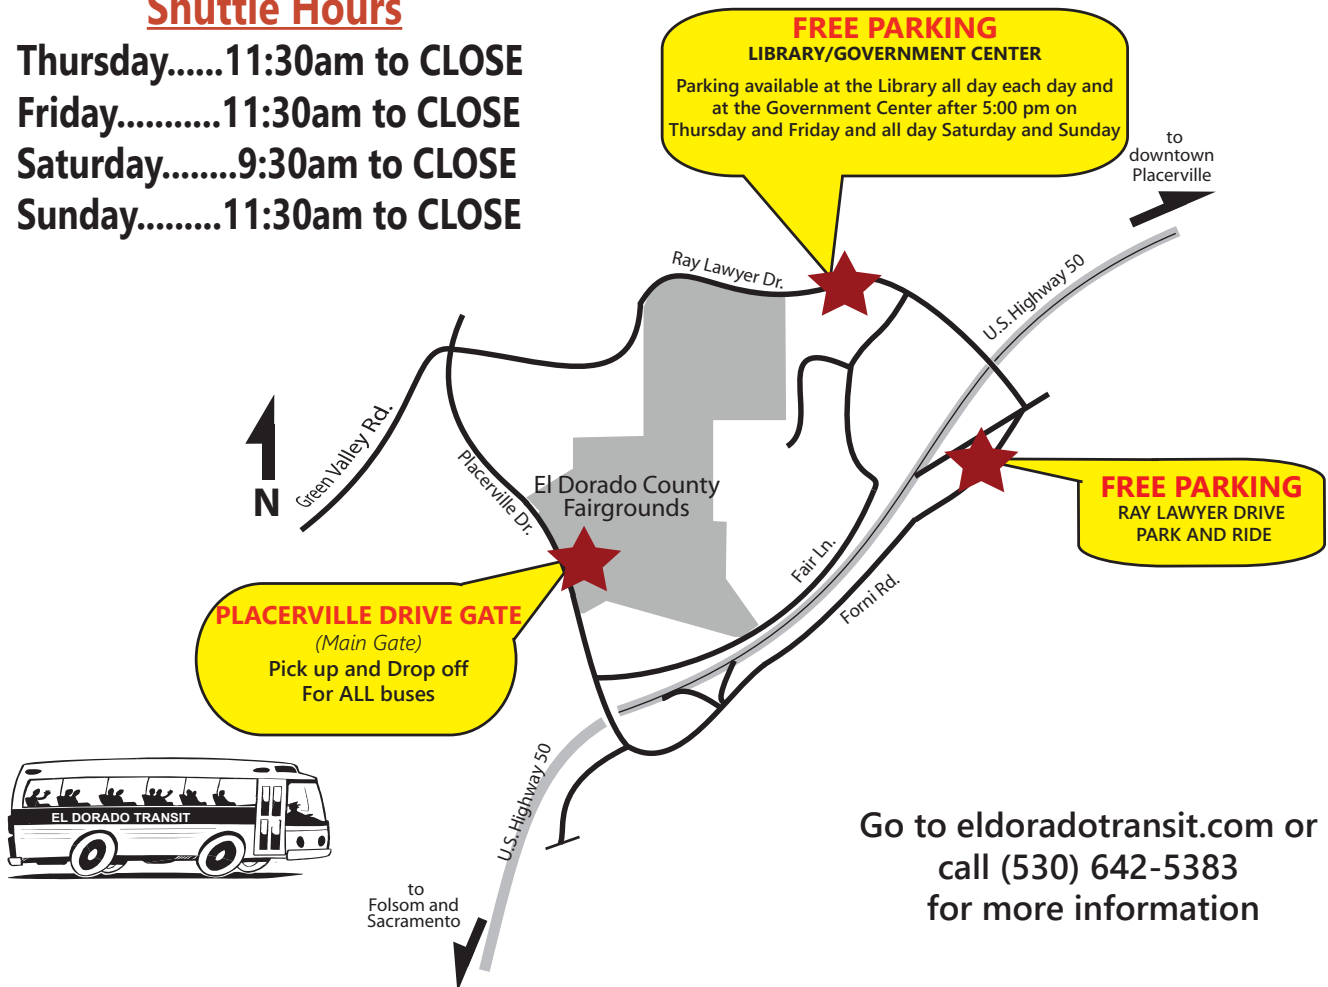 Shuttle Hours
Thursday......11:30am to CLOSE
Friday...........11:30am to CLOSE
Saturday........9:30am to CLOSE
Sunday.........11:30am to CLOSE
FREE PARKING
LIBRARY/GOVERNMENT CENTER
Parking available at the Library all day each day and
at the Government Center after 5:00 pm on
Thursday and Friday and all day Saturday and Sunday
to
downtown
Placerville
Ray Lawyer Dr.
U.S. Highway 50
Green Valley Rd.
N
Placerville Dr.
El Dorado County
Fairgrounds
FREE PARKING
RAY LAWYER DRIVE
PARK AND RIDE
Fair Ln.
Forni Rd.
PLACERVILLE DRIVE GATE
(Main Gate)
Pick up and Drop off
For ALL buses
U.S. Highway 50
EL DORADO TRANSIT
to
Folsom and
Sacramento
Go to eldoradotransit.com or
call (530) 642-5383
for more information